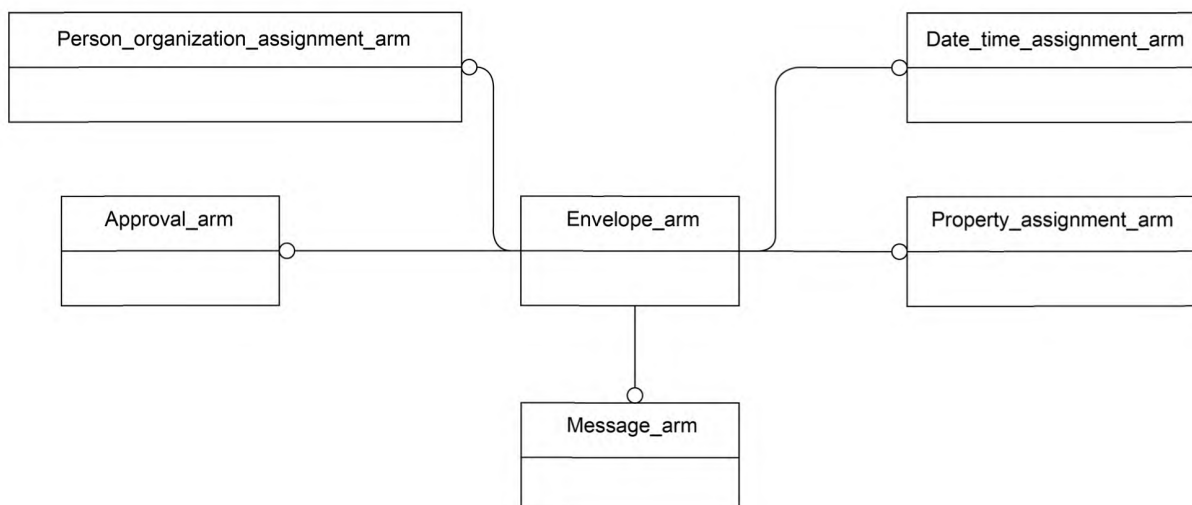 Person_organization_assignment_arm
Date_time_assignment_arm
Approval_arm
Envelope_arm
Property_assignment_arm
Message_arm